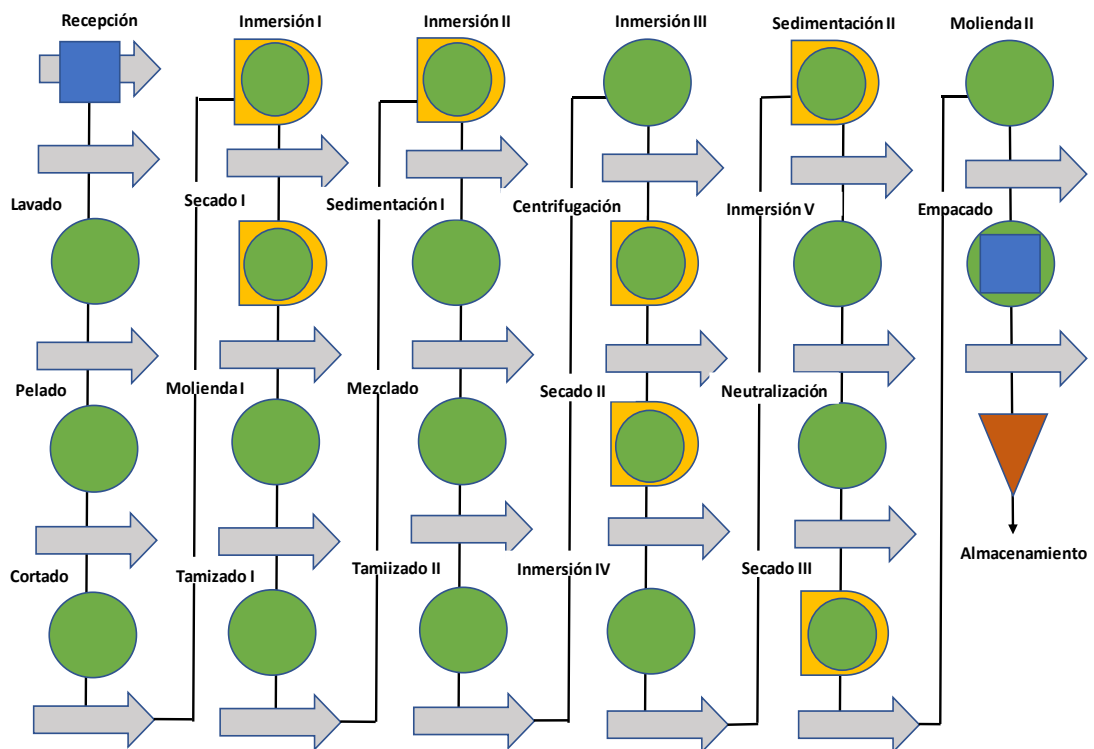 Recepción
Inmersión I
Inmersión II
Inmersión III
Sedimentación II
Molienda II
Lavado
Secado I
Sedimentación I
Centrifugación
Inmersión V
Empacado
Pelado
Molienda I
Mezclado
Secado II
Neutralización
Cortado
Tamizado I
Tamiizado II
Inmersión IV
Secado III
Almacenamiento